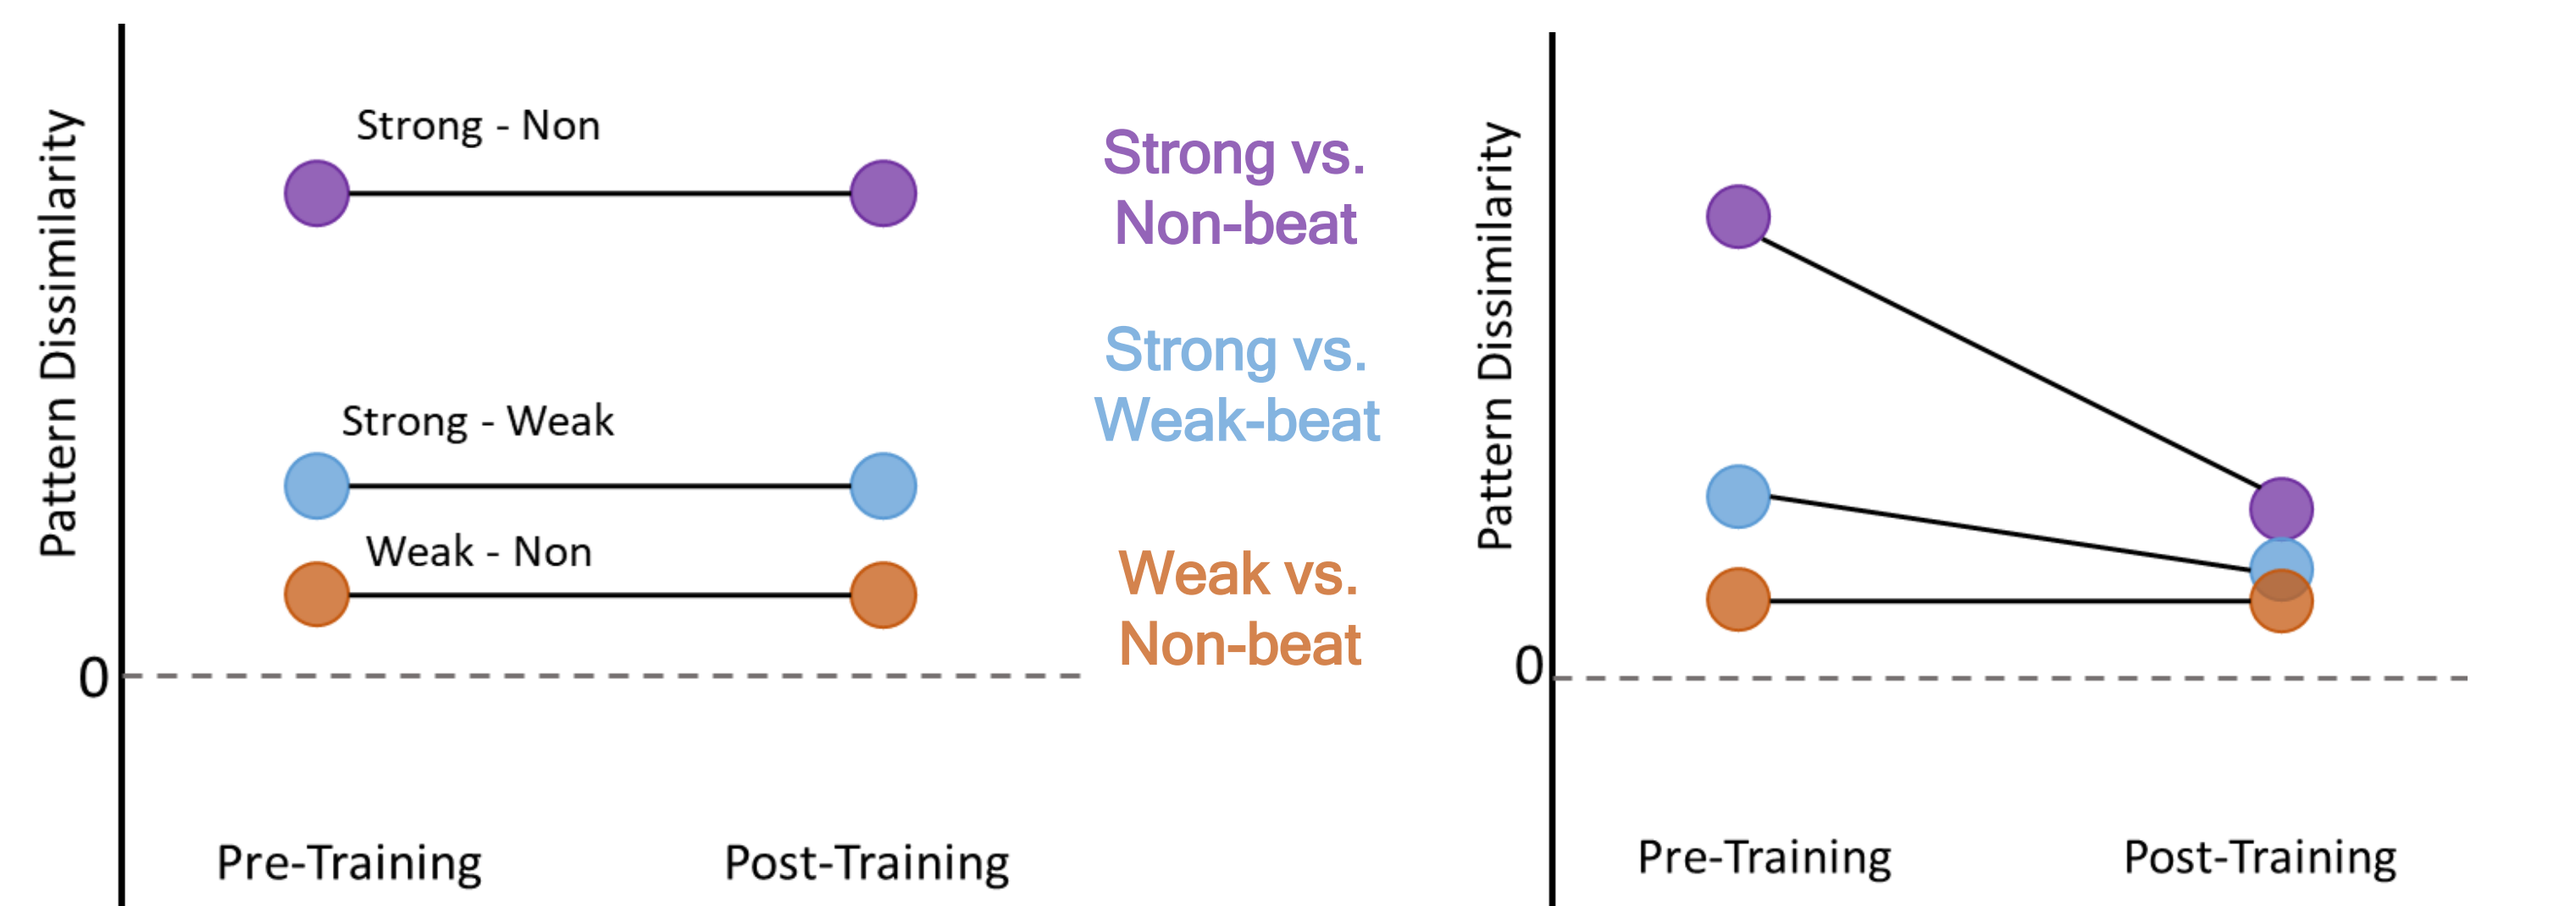 Pattern Dissimilarity
Strong - Non
Strong - Weak
Weak - Non
0
Pre-Training
Post-Training
Strong vs.
Non-beat
Strong vs.
Weak-beat
Weak vs.
Non-beat
Pattern Dissimilarity
0
Pre-Training
Post-Training